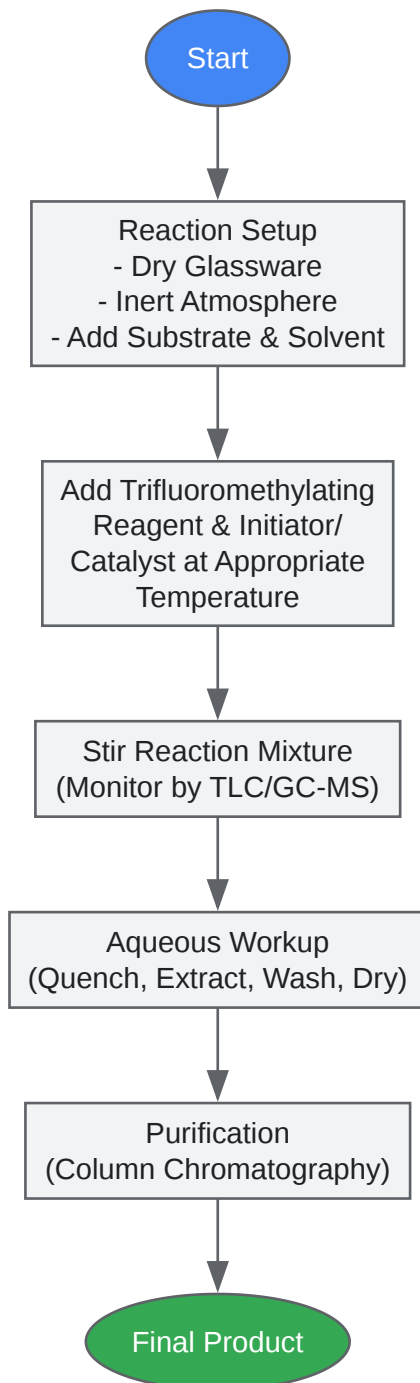 Start
Reaction Setup
- Dry Glassware
- Inert Atmosphere
- Add Substrate & Solvent
Add Trifluoromethylating
Reagent & Initiator/
Catalyst at Appropriate
Temperature
Stir Reaction Mixture
(Monitor by TLC/GC-MS)
Aqueous Workup
(Quench, Extract, Wash, Dry)
Purification
(Column Chromatography)
Final Product